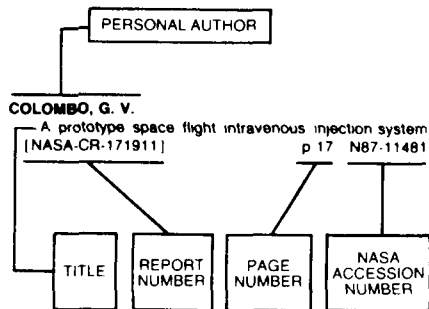 PERSONAL AUTHOR
COLOMBO, G. V.
A prototype space flight intravenous injection system
[NASA-CR-171911] p 17 N87-11481
TITLE
REPORT
NUMBER
PAGE
NUMBER
NASA
ACCESSION
NUMBER